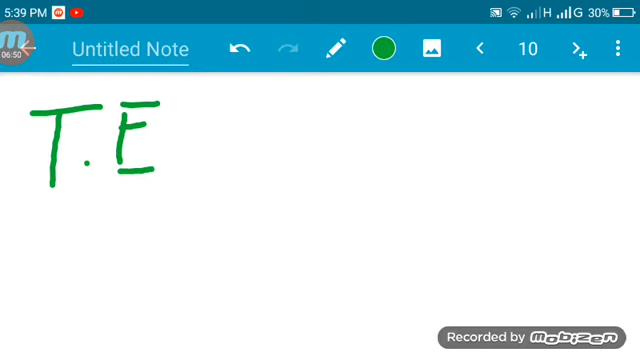 5:39 PM H G 30%
06:50 Untitled Note 10
T.E
Recorded by mobizen